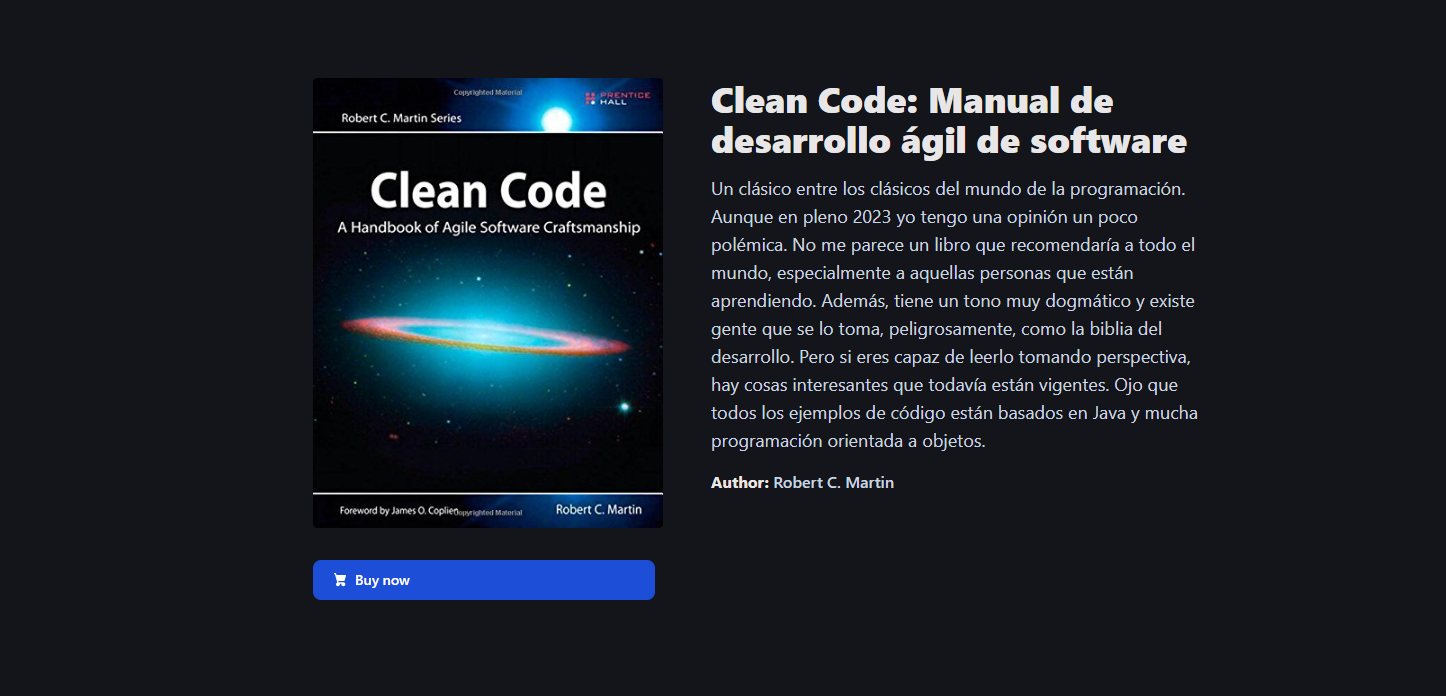 Copyrighted Material
PRENTICE
HALL
Robert C. Martin Series
Clean Code
A Handbook of Agile Software Craftsmanship
Foreword by James O. Coplien
Copyrighted Material
Robert C. Martin
Buy now
Clean Code: Manual de
desarrollo ágil de software
Un clásico entre los clásicos del mundo de la programación.
Aunque en pleno 2023 yo tengo una opinión un poco
polémica. No me parece un libro que recomendaría a todo el
mundo, especialmente a aquellas personas que están
aprendiendo. Además, tiene un tono muy dogmático y existe
gente que se lo toma, peligrosamente, como la biblia del
desarrollo. Pero si eres capaz de leerlo tomando perspectiva,
hay cosas interesantes que todavía están vigentes. Ojo que
todos los ejemplos de código están basados en Java y mucha
programación orientada a objetos.
Author: Robert C. Martin